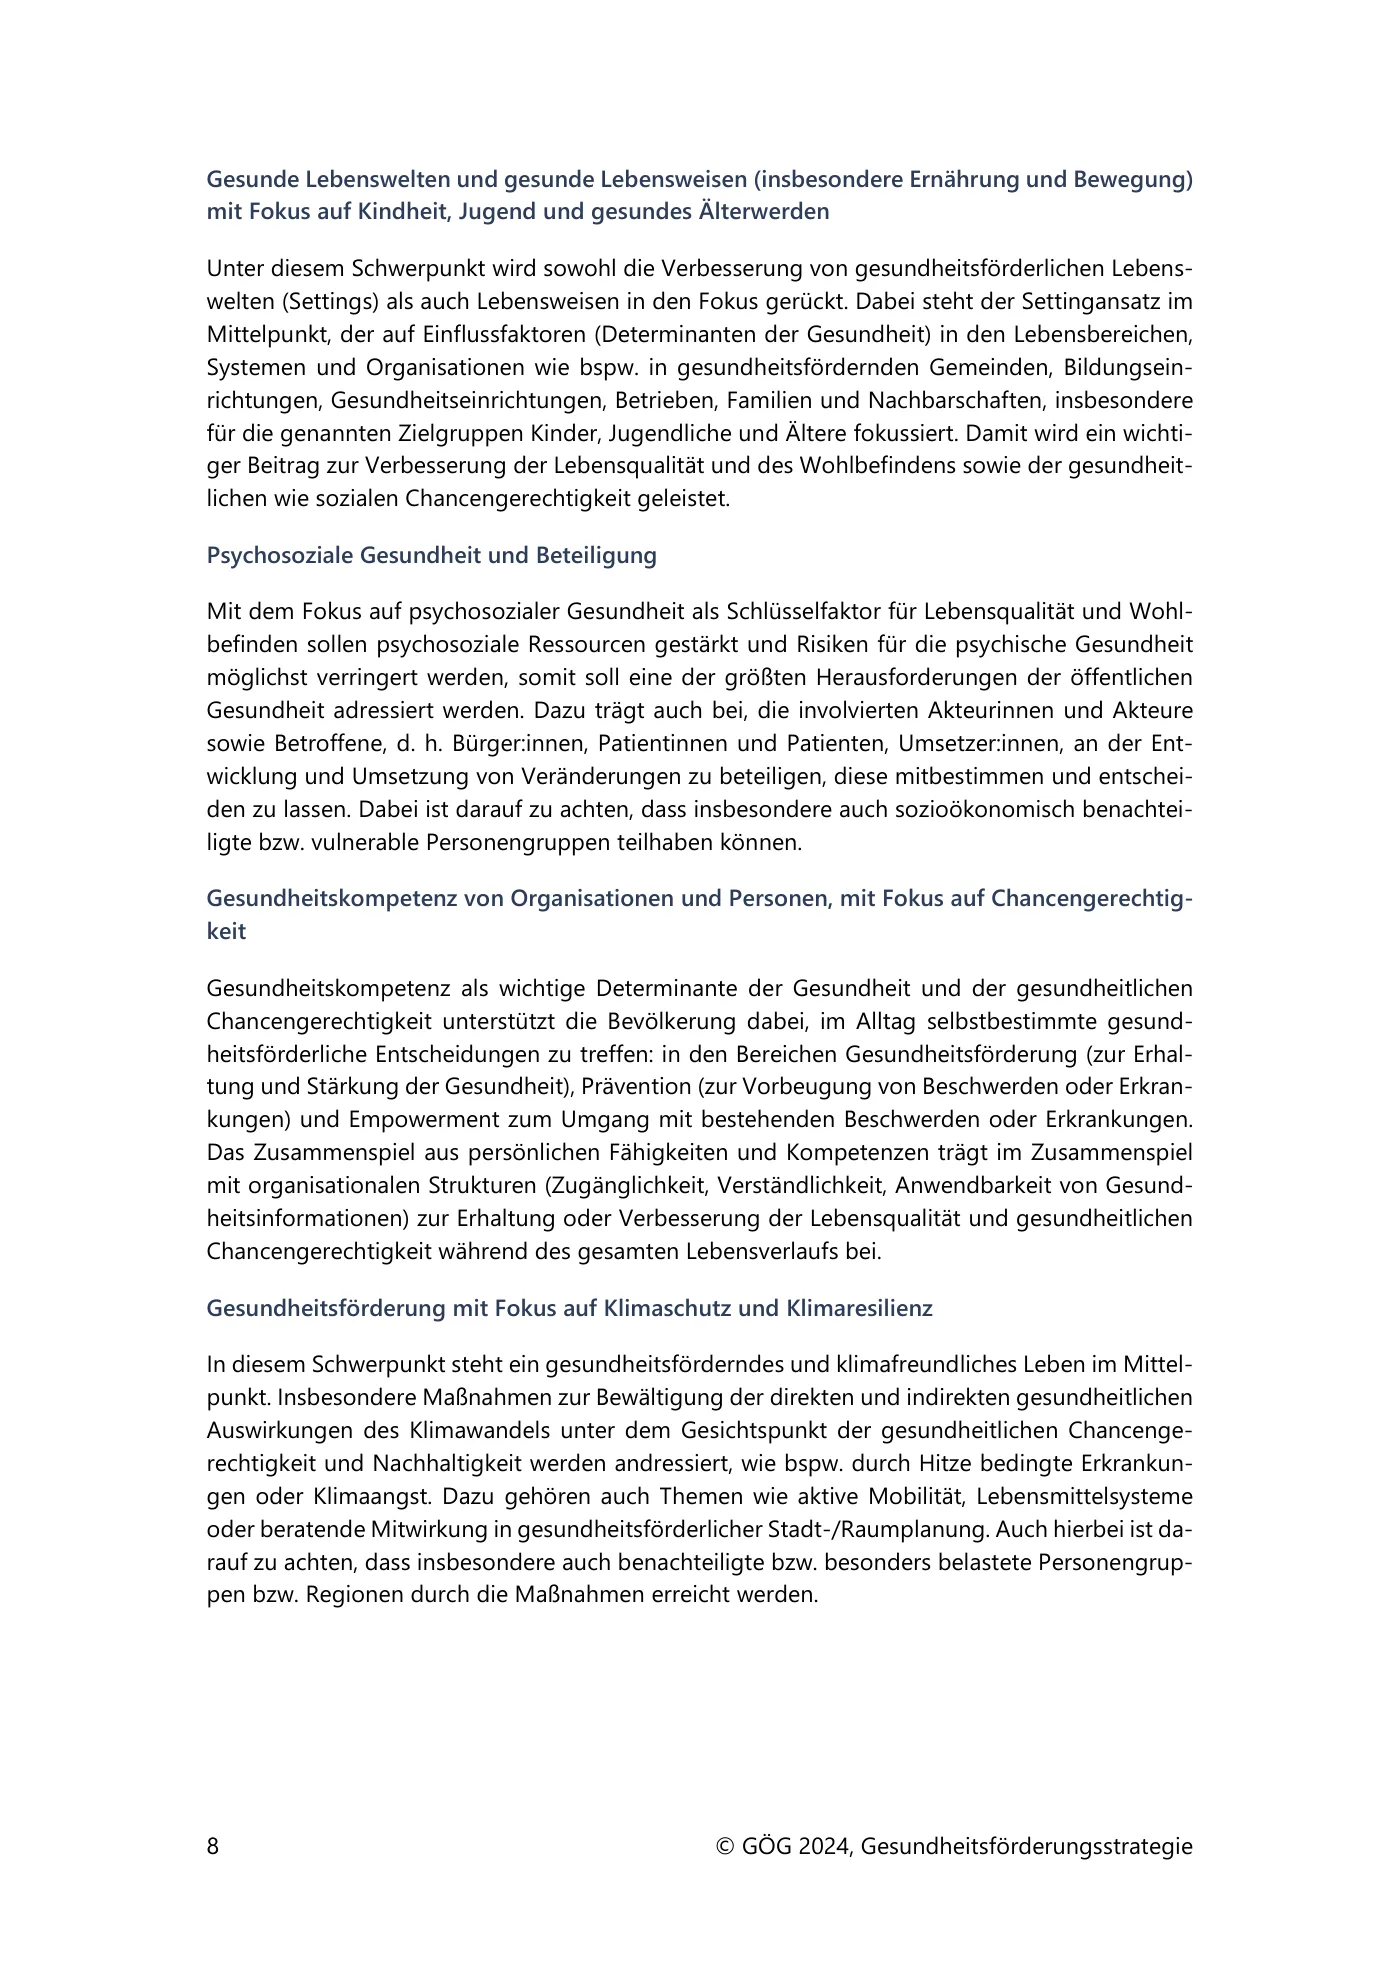 Gesunde Lebenswelten und gesunde Lebensweisen (insbesondere Ernährung und Bewegung)
mit Fokus auf Kindheit, Jugend und gesundes Älterwerden
Unter diesem Schwerpunkt wird sowohl die Verbesserung von gesundheitsförderlichen Lebens-
welten (Settings) als auch Lebensweisen in den Fokus gerückt. Dabei steht der Settingansatz im
Mittelpunkt, der auf Einflussfaktoren (Determinanten der Gesundheit) in den Lebensbereichen,
Systemen und Organisationen wie bspw. in gesundheitsfördernden Gemeinden, Bildungsein-
richtungen, Gesundheitseinrichtungen, Betrieben, Familien und Nachbarschaften, insbesondere
für die genannten Zielgruppen Kinder, Jugendliche und Ältere fokussiert. Damit wird ein wichti-
ger Beitrag zur Verbesserung der Lebensqualität und des Wohlbefindens sowie der gesundheit-
lichen wie sozialen Chancengerechtigkeit geleistet.
Psychosoziale Gesundheit und Beteiligung
Mit dem Fokus auf psychosozialer Gesundheit als Schlüsselfaktor für Lebensqualität und Wohl-
befinden sollen psychosoziale Ressourcen gestärkt und Risiken für die psychische Gesundheit
möglichst verringert werden, somit soll eine der größten Herausforderungen der öffentlichen
Gesundheit adressiert werden. Dazu trägt auch bei, die involvierten Akteurinnen und Akteure
sowie Betroffene, d. h. Bürger:innen, Patientinnen und Patienten, Umsetzer:innen, an der Ent-
wicklung und Umsetzung von Veränderungen zu beteiligen, diese mitbestimmen und entschei-
den zu lassen. Dabei ist darauf zu achten, dass insbesondere auch sozioökonomisch benachtei-
ligte bzw. vulnerable Personengruppen teilhaben können.
Gesundheitskompetenz von Organisationen und Personen, mit Fokus auf Chancengerechtig-
keit
Gesundheitskompetenz als wichtige Determinante der Gesundheit und der gesundheitlichen
Chancengerechtigkeit unterstützt die Bevölkerung dabei, im Alltag selbstbestimmte gesund-
heitsförderliche Entscheidungen zu treffen: in den Bereichen Gesundheitsförderung (zur Erhal-
tung und Stärkung der Gesundheit), Prävention (zur Vorbeugung von Beschwerden oder Erkran-
kungen) und Empowerment zum Umgang mit bestehenden Beschwerden oder Erkrankungen.
Das Zusammenspiel aus persönlichen Fähigkeiten und Kompetenzen trägt im Zusammenspiel
mit organisationalen Strukturen (Zugänglichkeit, Verständlichkeit, Anwendbarkeit von Gesund-
heitsinformationen) zur Erhaltung oder Verbesserung der Lebensqualität und gesundheitlichen
Chancengerechtigkeit während des gesamten Lebensverlaufs bei.
Gesundheitsförderung mit Fokus auf Klimaschutz und Klimaresilienz
In diesem Schwerpunkt steht ein gesundheitsförderndes und klimafreundliches Leben im Mittel-
punkt. Insbesondere Maßnahmen zur Bewältigung der direkten und indirekten gesundheitlichen
Auswirkungen des Klimawandels unter dem Gesichtspunkt der gesundheitlichen Chancenge-
rechtigkeit und Nachhaltigkeit werden andressiert, wie bspw. durch Hitze bedingte Erkrankun-
gen oder Klimaangst. Dazu gehören auch Themen wie aktive Mobilität, Lebensmittelsysteme
oder beratende Mitwirkung in gesundheitsförderlicher Stadt-/Raumplanung. Auch hierbei ist da-
rauf zu achten, dass insbesondere auch benachteiligte bzw. besonders belastete Personengrup-
pen bzw. Regionen durch die Maßnahmen erreicht werden.
8 © GÖG 2024, Gesundheitsförderungsstrategie